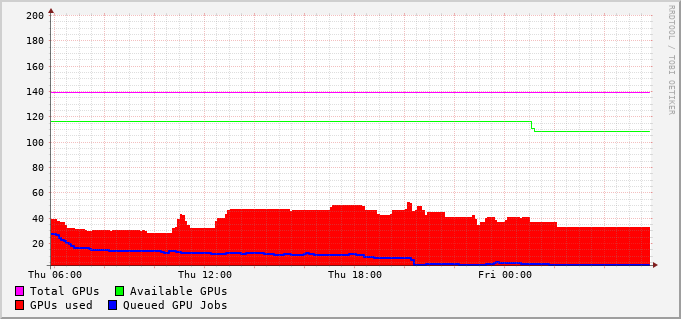 200
180
160
140
120
100
80
60
40
20
Thu 06:00 Thu 12:00 Thu 18:00 Fri 00:00
Total GPUs Available GPUs
GPUs used Queued GPU Jobs
RRDTOOL / TOBI OETIKER